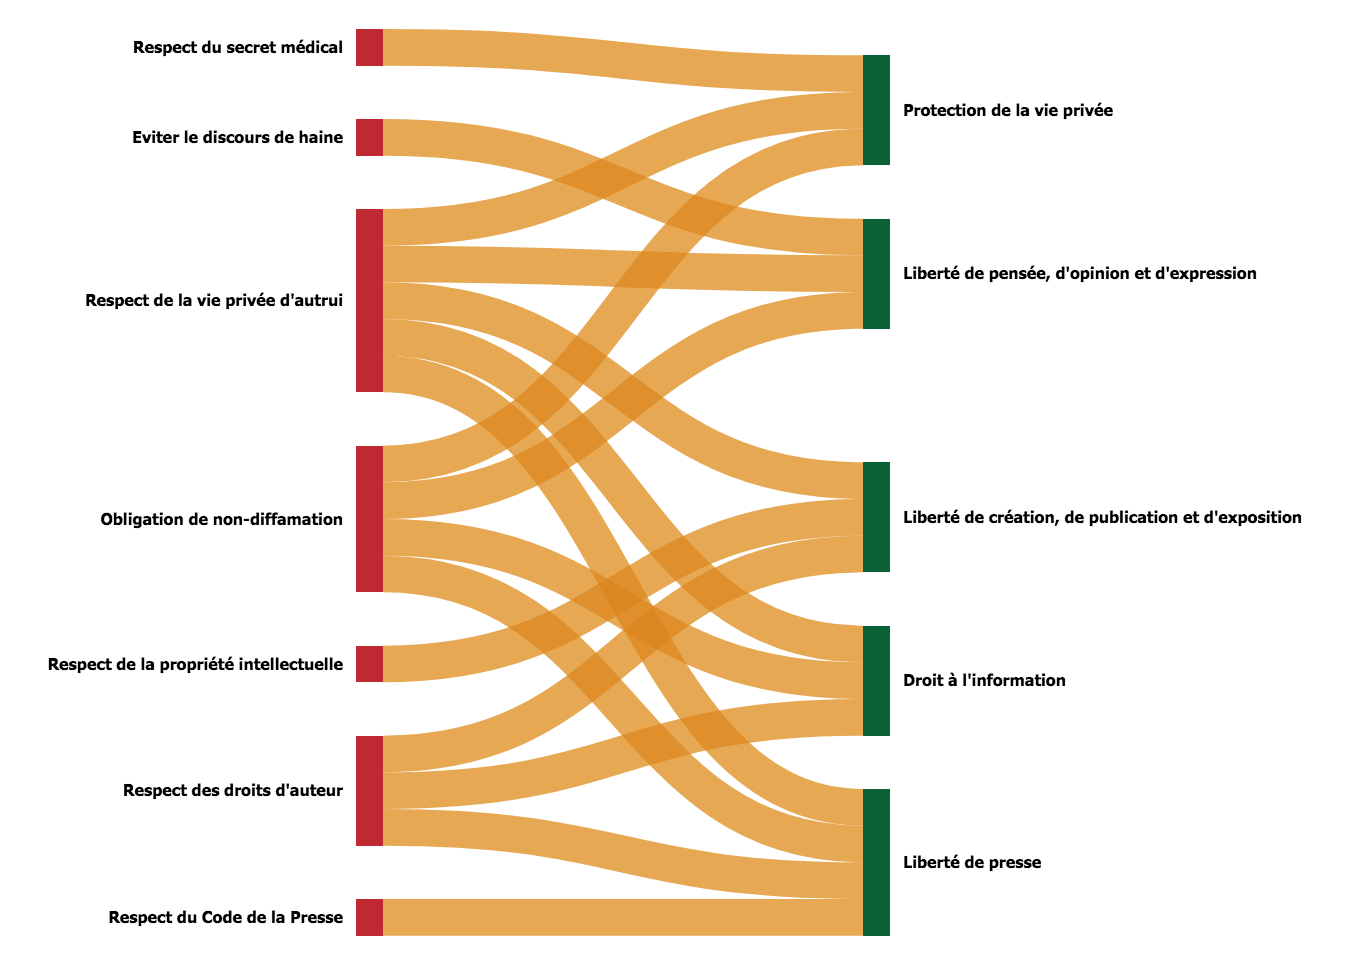 Respect du secret médical
Eviter le discours de haine
Respect de la vie privée d'autrui
Obligation de non-diffamation
Respect de la propriété intellectuelle
Respect des droits d'auteur
Respect du Code de la Presse
Protection de la vie privée
Liberté de pensée, d'opinion et d'expression
Liberté de création, de publication et d'exposition
Droit à l'information
Liberté de presse